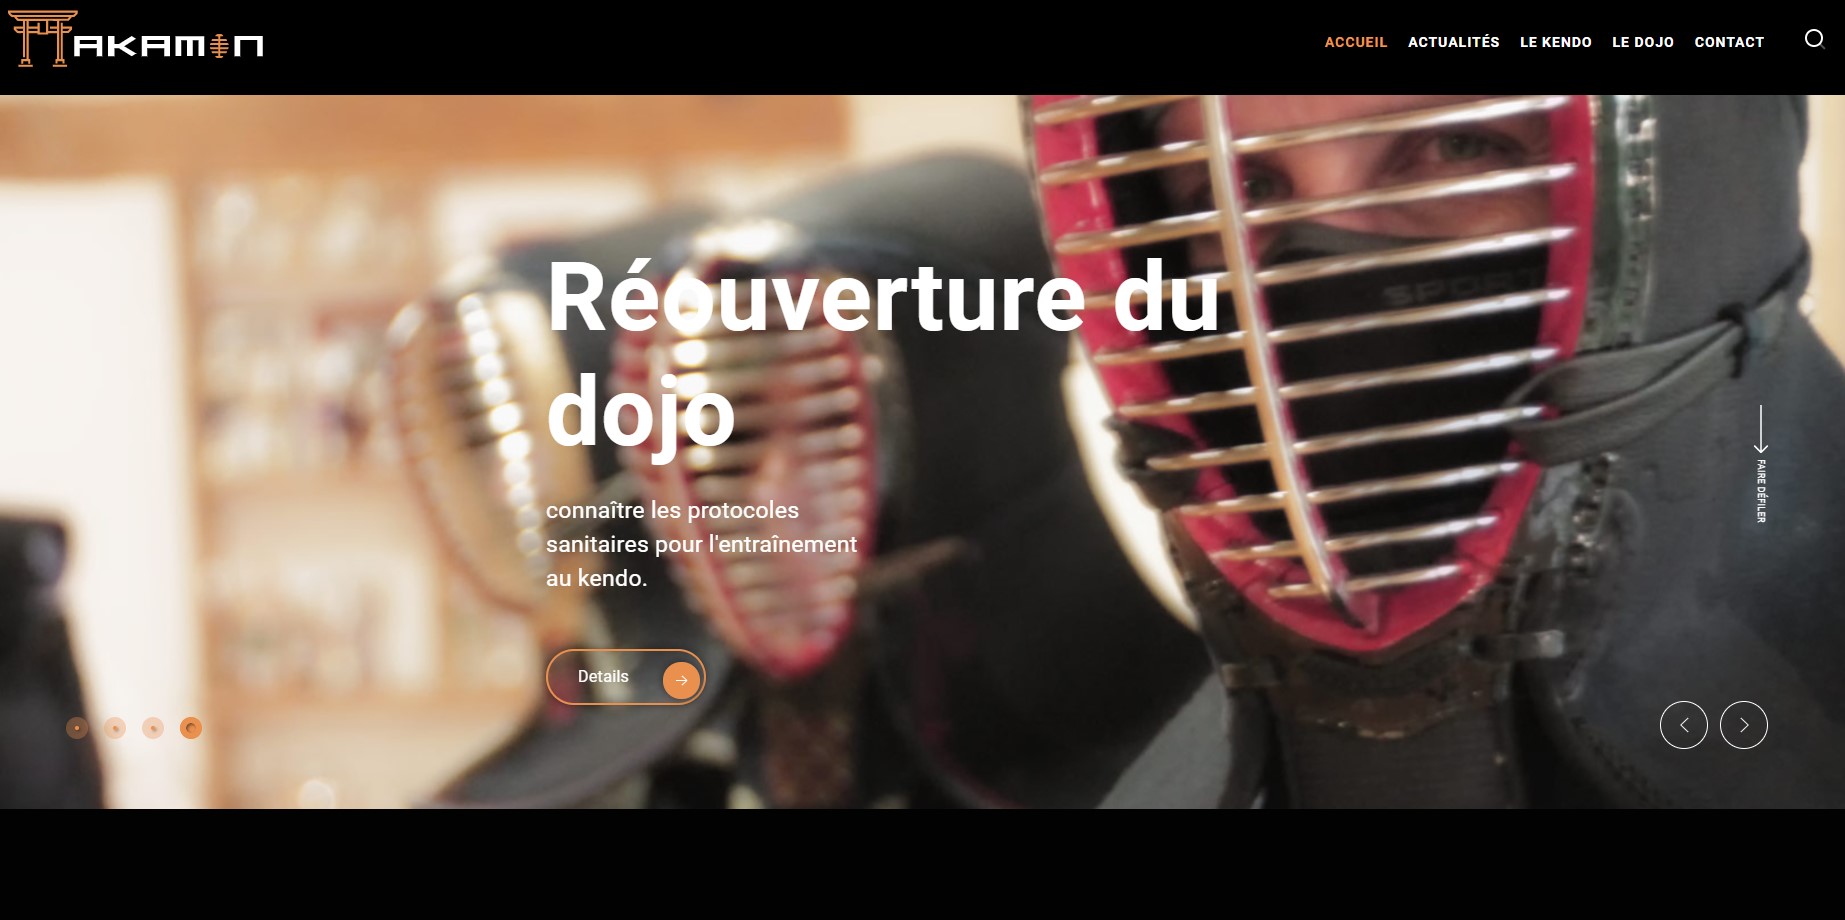 AKAMON
ACCUEIL ACTUALITÉS LE KENDO LE DOJO CONTACT
SPORT
Réouverture du
dojo
connaître les protocoles
sanitaires pour l'entraînement
au kendo.
Details
FAIRE DÉFILER